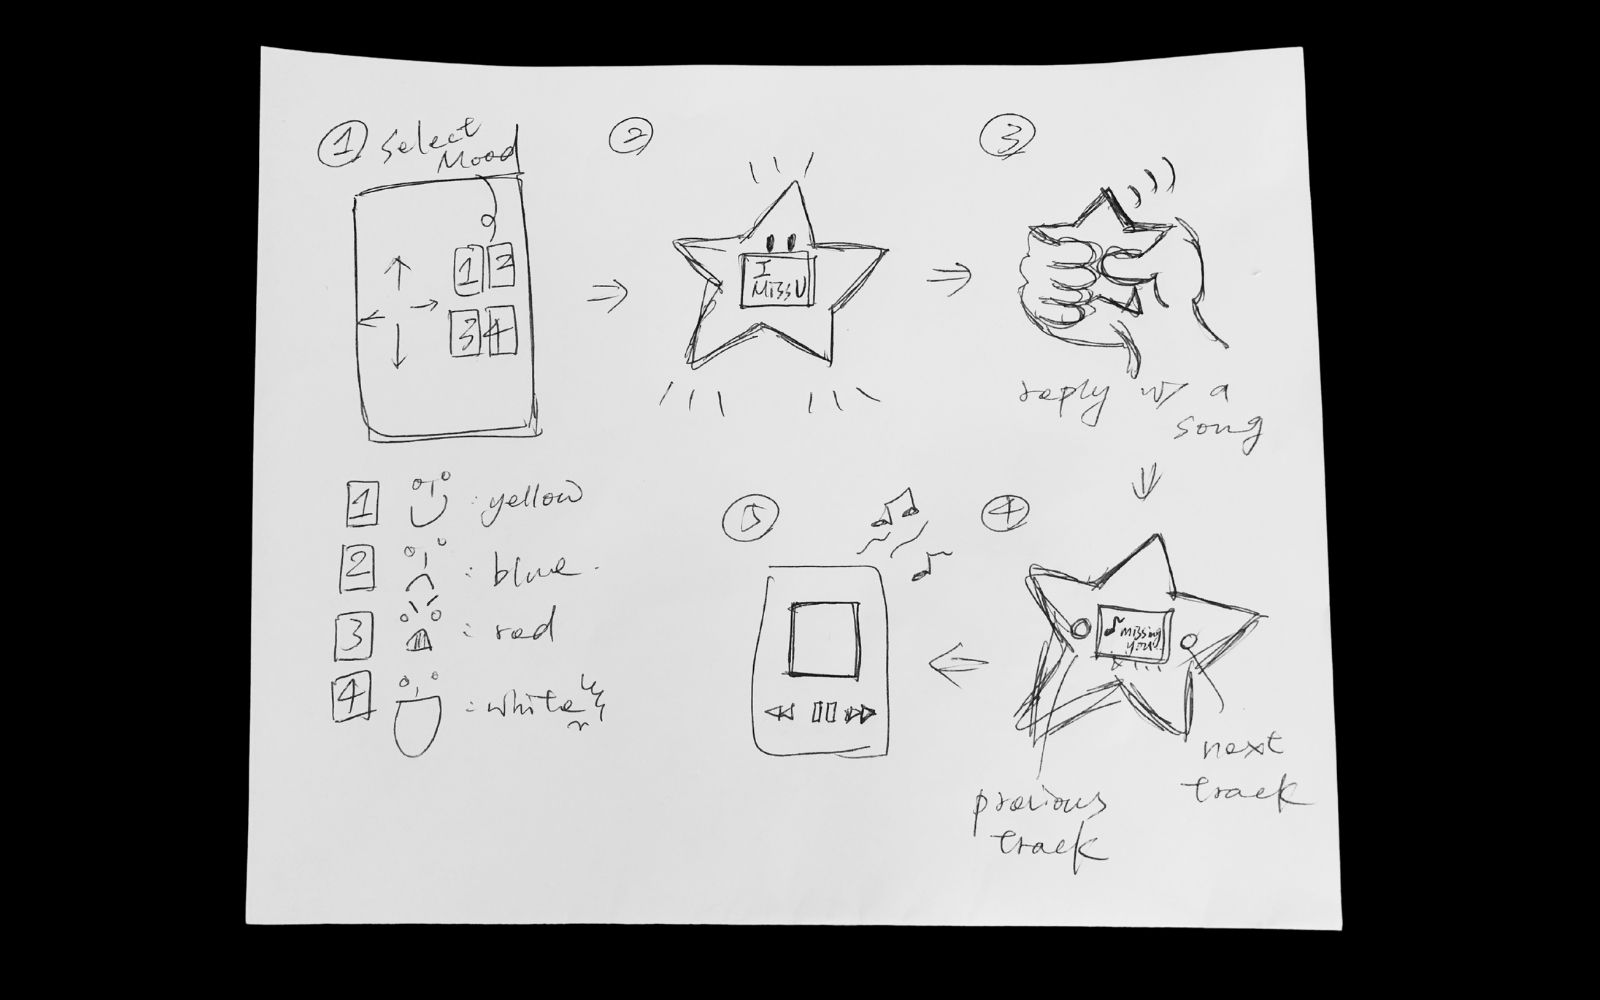 ① Select
Mood
1 2
3 4
1 : yellow
2 : blue.
3 : red
4 : white
②
I
MISS U
③
reply w/ a
song
④
♪ missing
you
previous
track
next
track
⑤